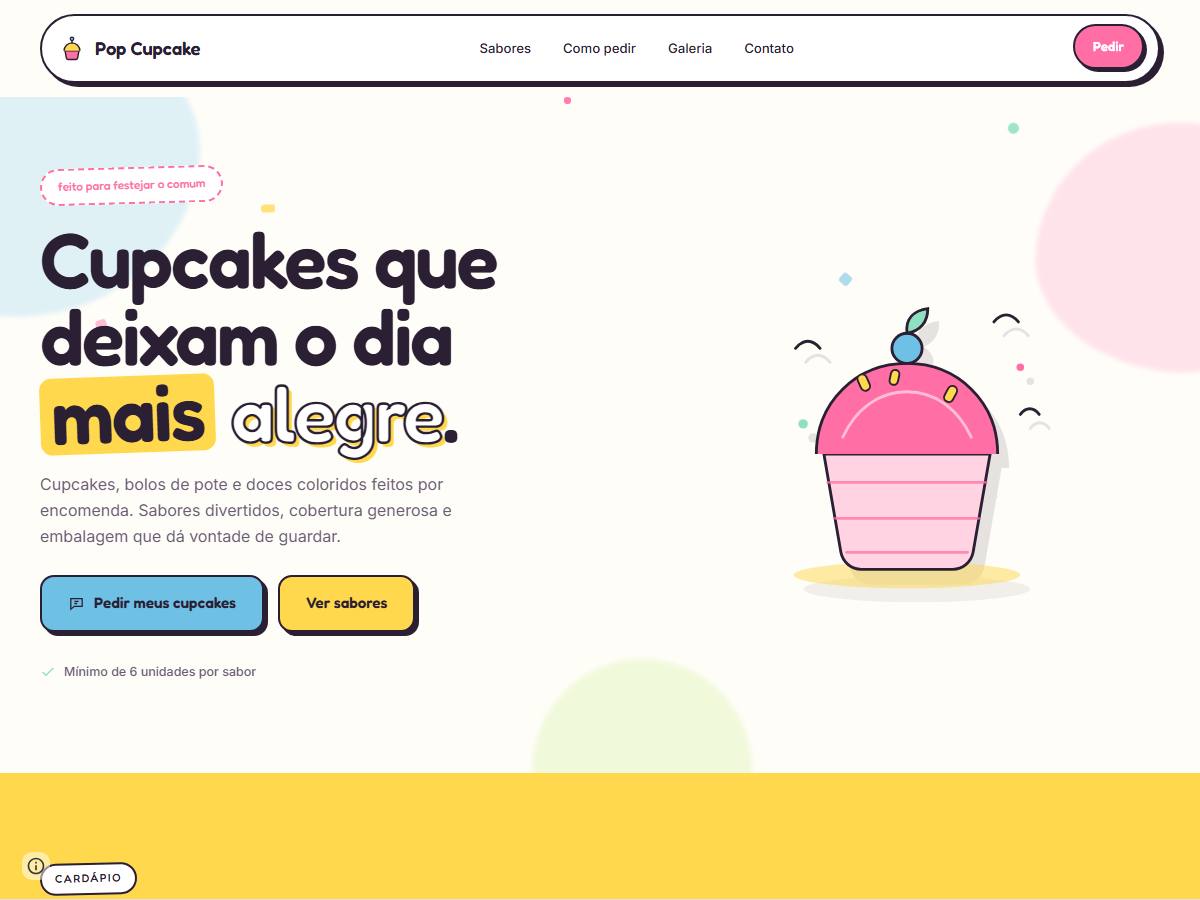 Pop Cupcake
Sabores
Como pedir
Galeria
Contato
Pedir
feito para festejar o comum
Cupcakes que
deixam o dia
mais alegre.
Cupcakes, bolos de pote e doces coloridos feitos por
encomenda. Sabores divertidos, cobertura generosa e
embalagem que dá vontade de guardar.
Pedir meus cupcakes
Ver sabores
Mínimo de 6 unidades por sabor
CARDÁPIO